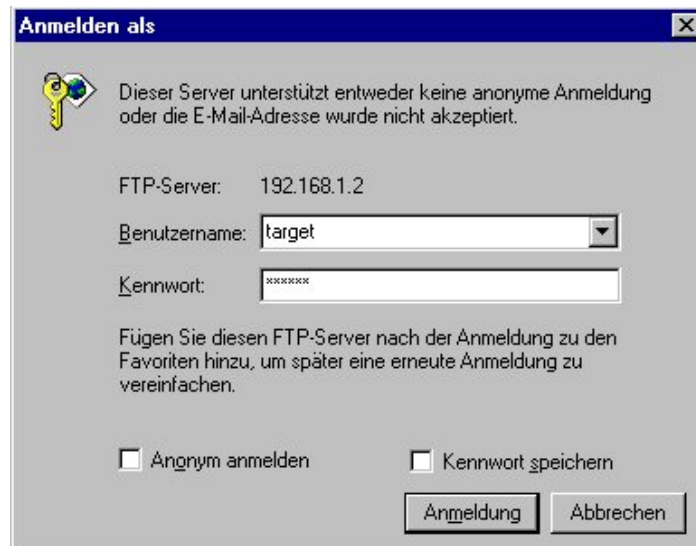 Anmelden als
Dieser Server unterstützt entweder keine anonyme Anmeldung
oder die E-Mail-Adresse wurde nicht akzeptiert.
FTP-Server: 192.168.1.2
Benutzername: target
Kennwort: ××××××
Fügen Sie diesen FTP-Server nach der Anmeldung zu den
Favoriten hinzu, um später eine erneute Anmeldung zu
vereinfachen.
Anonym anmelden Kennwort speichern
Anmeldung Abbrechen